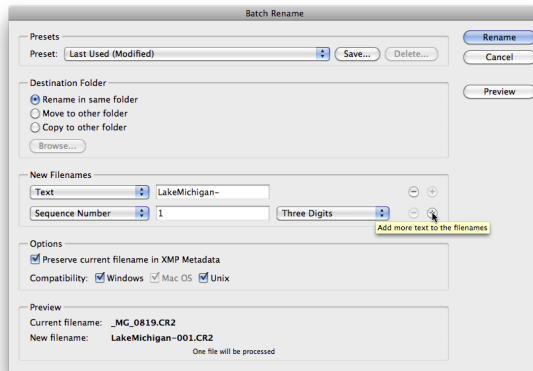 Batch Rename
Presets
Preset: Last Used (Modified) Save... Delete... Rename
Cancel
Destination Folder
Rename in same folder Preview
Move to other folder
Copy to other folder
Browse...
New Filenames
Text LakeMichigan-
Sequence Number 1 Three Digits
Add more text to the filenames
Options
Preserve current filename in XMP Metadata
Compatibility: Windows Mac OS Unix
Preview
Current filename: _MG_0819.CR2
New filename: LakeMichigan-001.CR2
One file will be processed